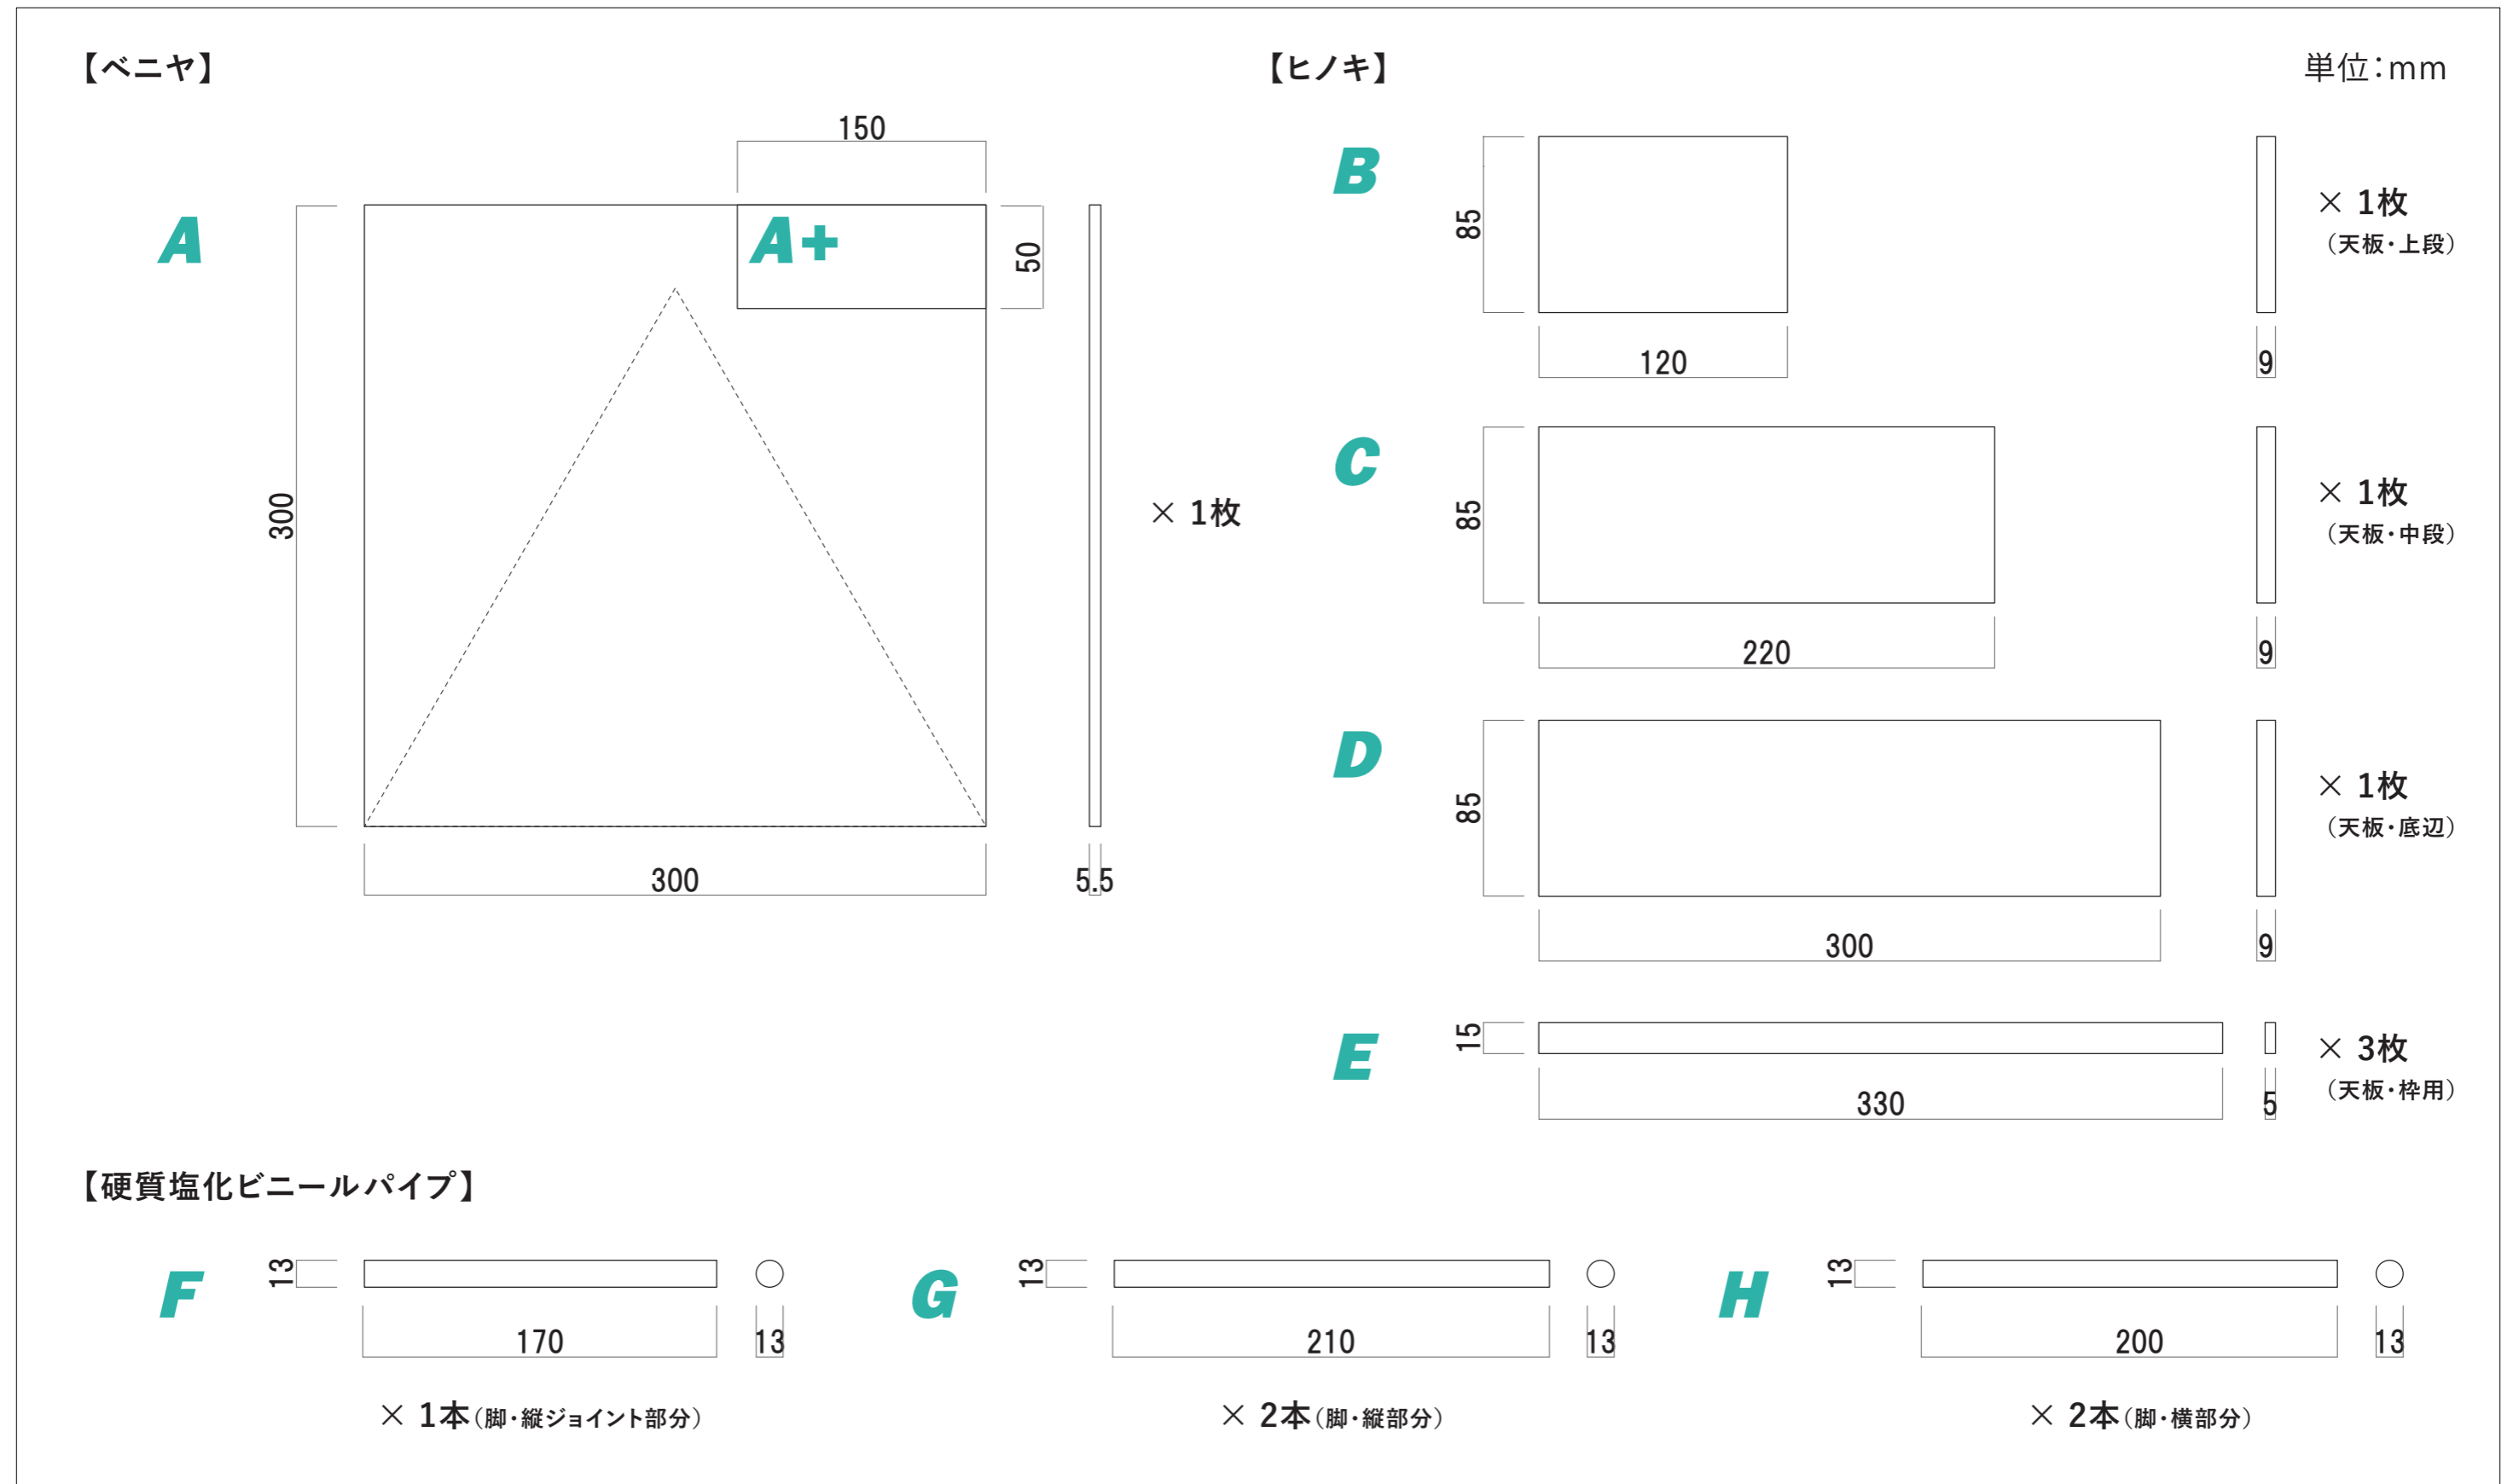 【ベニヤ】
150
A
A+
50
300
× 1枚
300
5.5
【ヒノキ】
単位：mm
B
85
120
9
× 1枚
（天板・上段）
C
85
220
9
× 1枚
（天板・中段）
D
85
300
9
× 1枚
（天板・底辺）
E
15
330
5
× 3枚
（天板・枠用）
【硬質塩化ビニールパイプ】
F
13
170
13
× 1本（脚・縦ジョイント部分）
G
13
210
13
× 2本（脚・縦部分）
H
13
200
13
× 2本（脚・横部分）